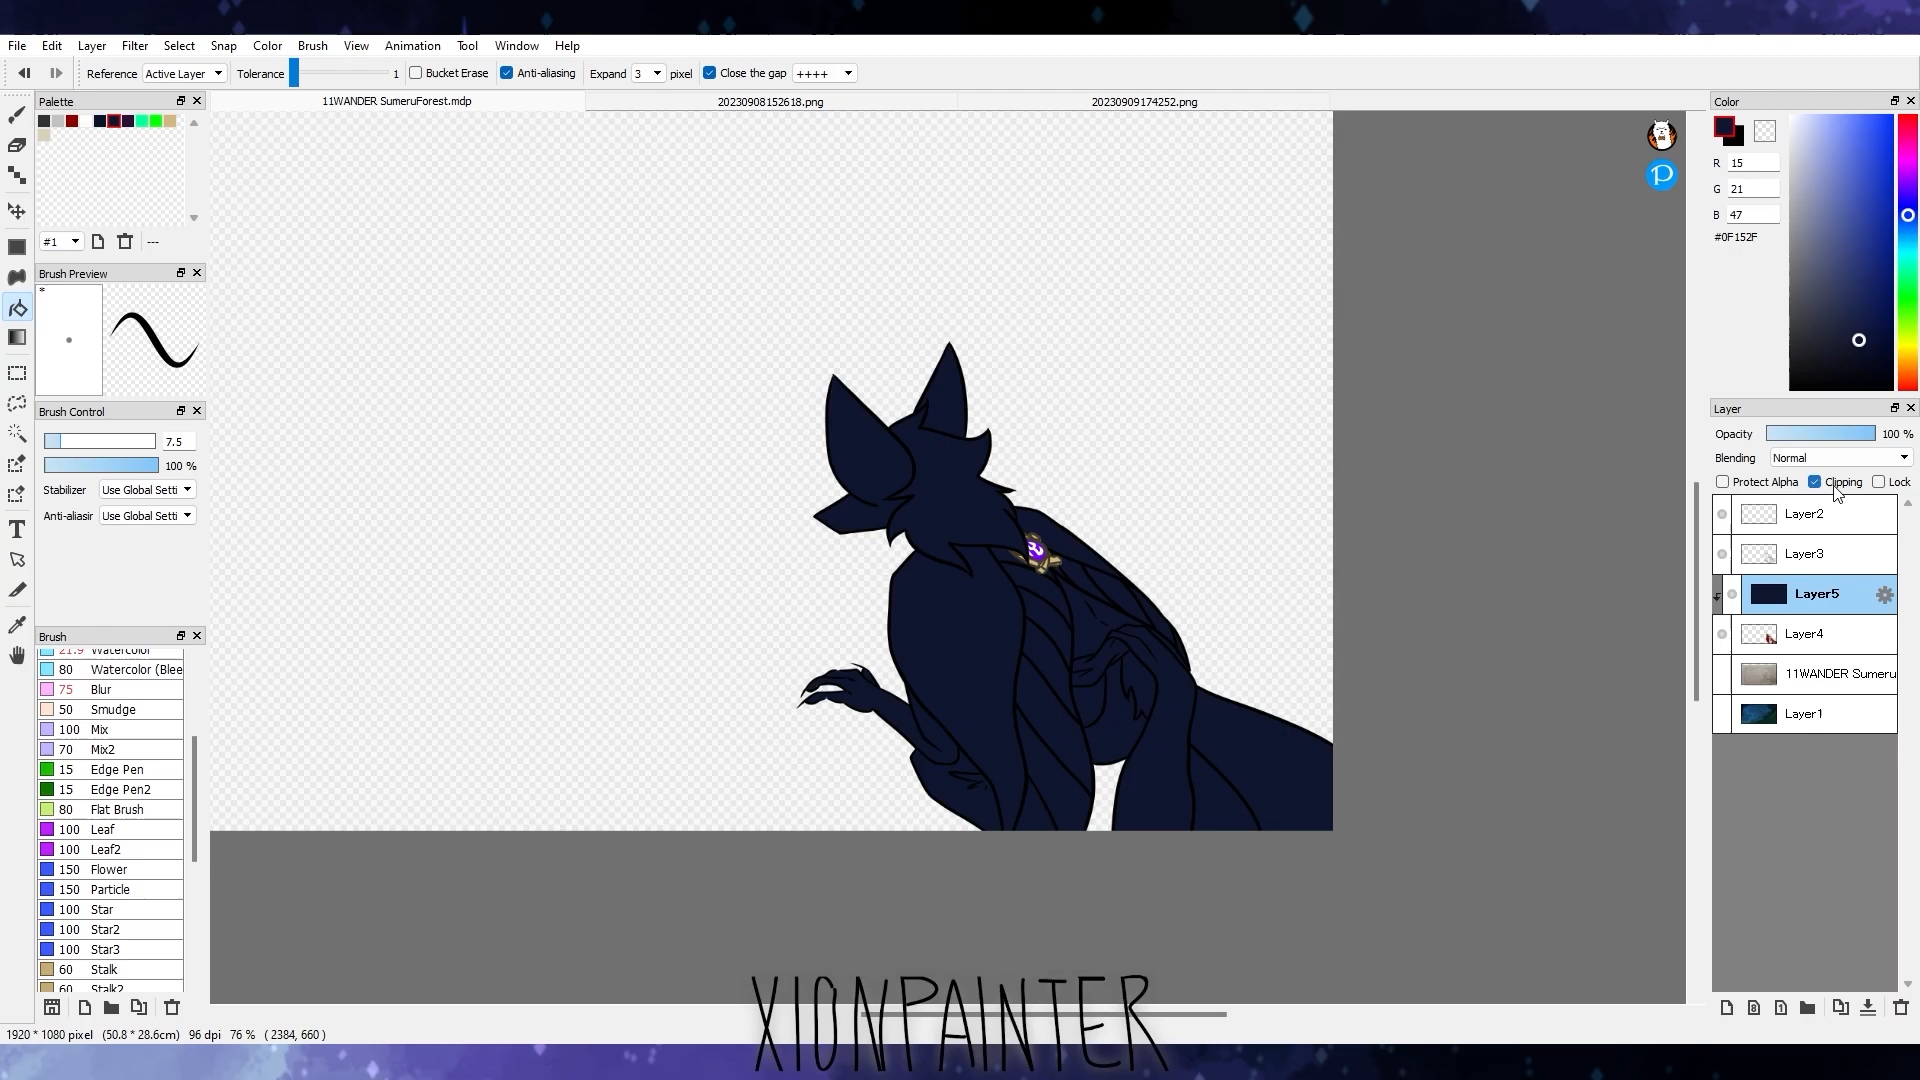 File Edit Layer Filter Select Snap Color Brush View Animation Tool Window Help
Reference Active Layer Tolerance 1 Bucket Erase Anti-aliasing Expand 3 pixel Close the gap ++++
Palette
11WANDER SumeruForest.mdp 20230908152618.png 20230909174252.png
#1 ---
Brush Preview
*
Brush Control
7.5
100 %
Stabilizer Use Global Setti
Anti-aliasir Use Global Setti
Brush
21.9 Watercolor
80 Watercolor (Blee
75 Blur
50 Smudge
100 Mix
70 Mix2
15 Edge Pen
15 Edge Pen2
80 Flat Brush
100 Leaf
100 Leaf2
150 Flower
150 Particle
100 Star
100 Star2
100 Star3
60 Stalk
60 Stalk2
1920 * 1080 pixel (50.8 * 28.6cm) 96 dpi 76 % ( 2384, 660 )
P
Color
R 15
G 21
B 47
#0F152F
Layer
Opacity 100 %
Blending Normal
Protect Alpha Clipping Lock
Layer2
Layer3
Layer5
Layer4
11WANDER Sumeru
Layer1
8
1
XIONPAINTER